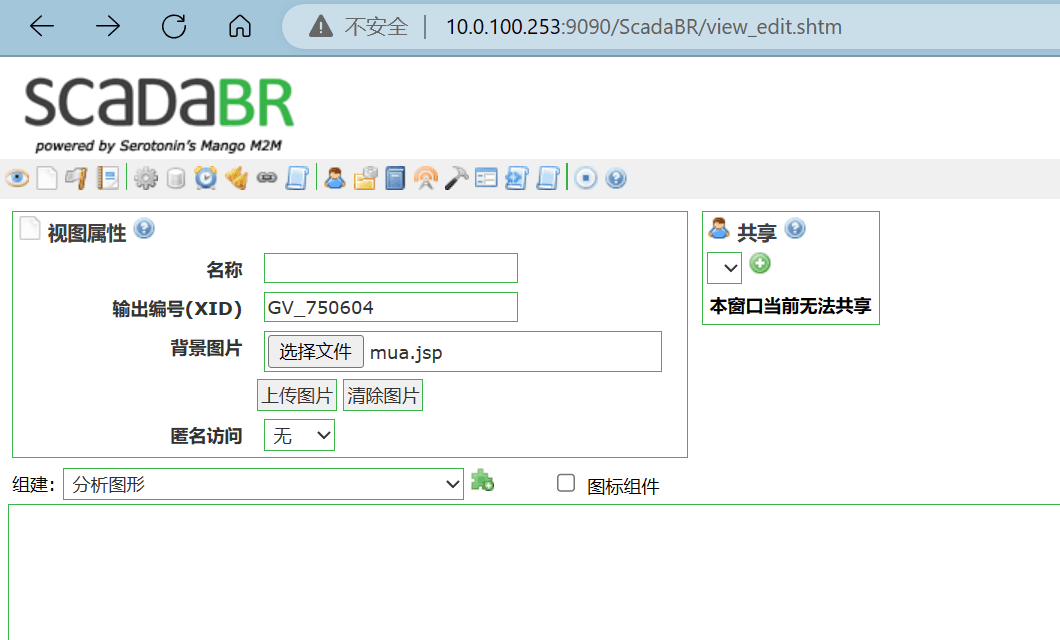 不安全 | 10.0.100.253:9090/ScadaBR/view_edit.shtm
SCADABR
powered by Serotonin's Mango M2M
视图属性
名称
输出编号(XID) GV_750604
背景图片 选择文件 mua.jsp
上传图片 清除图片
匿名访问 无
共享
本窗口当前无法共享
组建: 分析图形 图标组件